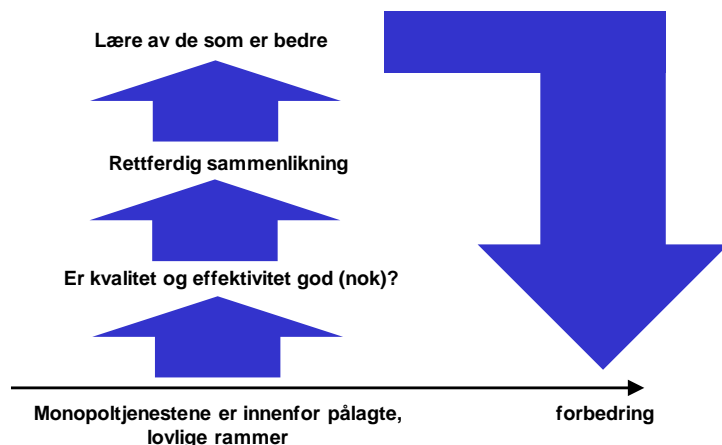 Lære av de som er bedre
Rettferdig sammenlikning
Er kvalitet og effektivitet god (nok)?
Monopoltjenestene er innenfor pålagte,
lovlige rammer
forbedring